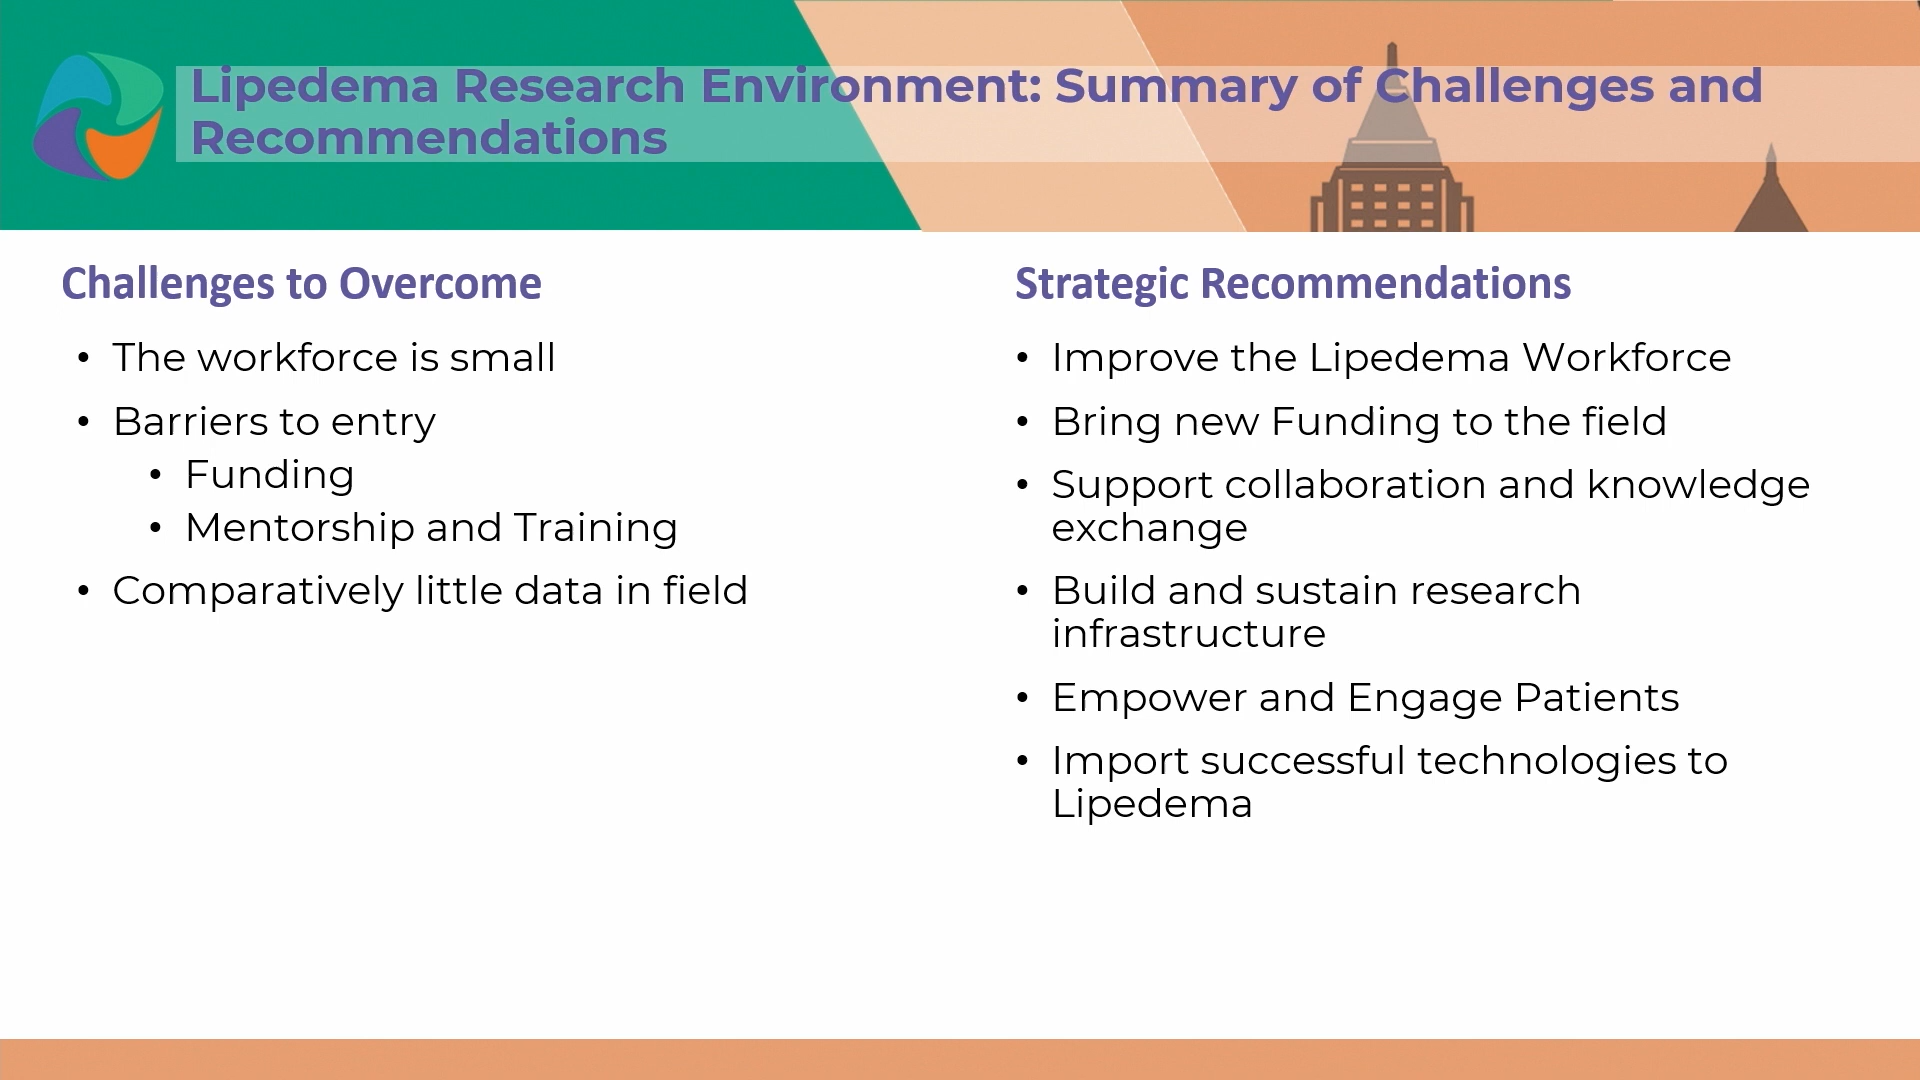 Lipedema Research Environment: Summary of Challenges and
Recommendations
Challenges to Overcome
• The workforce is small
• Barriers to entry
• Funding
• Mentorship and Training
• Comparatively little data in field
Strategic Recommendations
• Improve the Lipedema Workforce
• Bring new Funding to the field
• Support collaboration and knowledge
exchange
• Build and sustain research
infrastructure
• Empower and Engage Patients
• Import successful technologies to
Lipedema